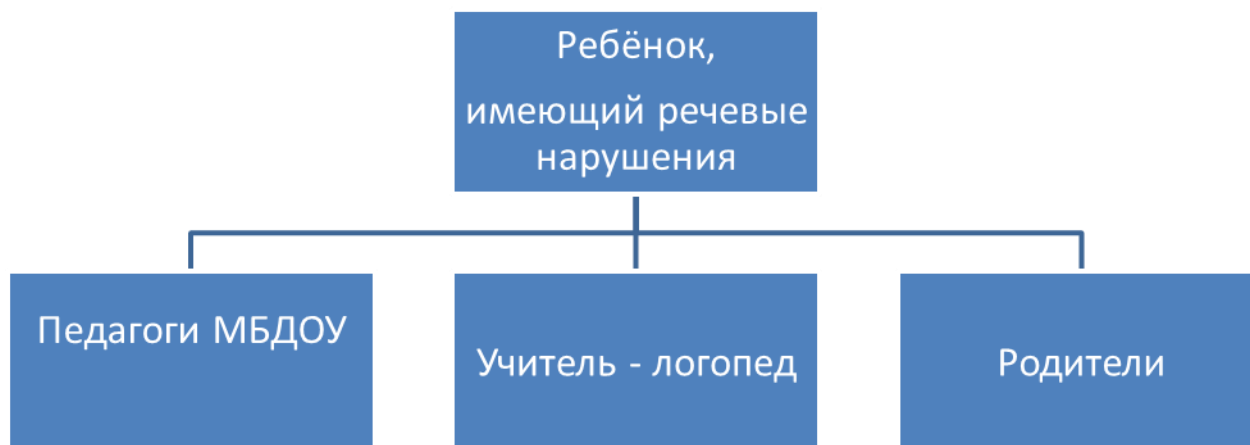 Ребёнок,
имеющий речевые
нарушения
Педагоги МБДОУ
Учитель - логопед
Родители